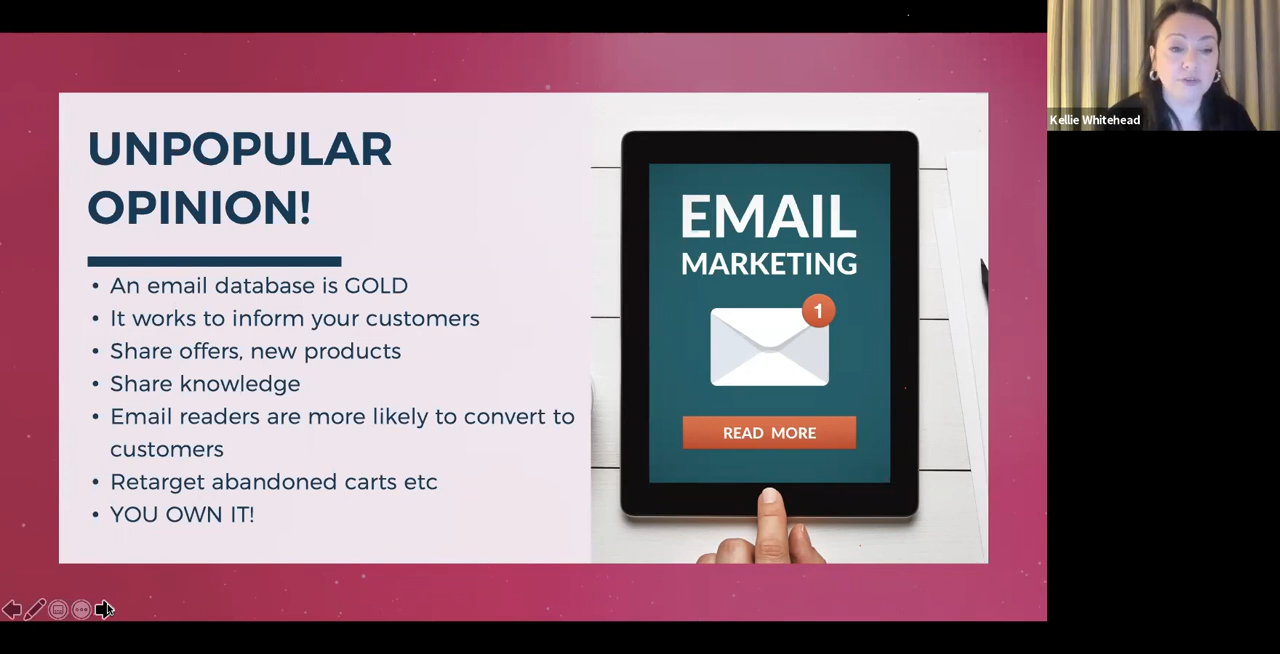 UNPOPULAR
OPINION!
• An email database is GOLD
• It works to inform your customers
• Share offers, new products
• Share knowledge
• Email readers are more likely to convert to
customers
• Retarget abandoned carts etc
• YOU OWN IT!
EMAIL
MARKETING
1
READ MORE
Kellie Whitehead